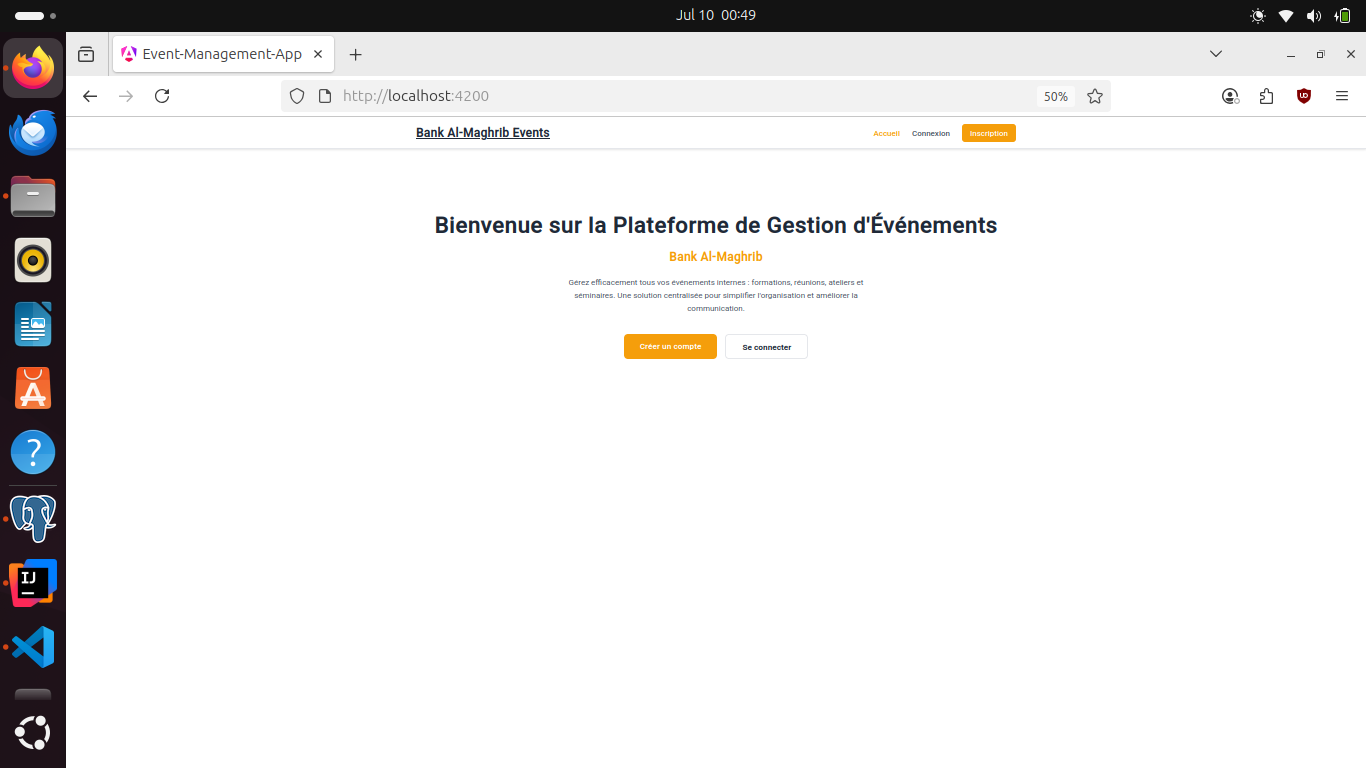 Jul 10 00:49
Event-Management-App
http://localhost:4200
50%
Bank Al-Maghrib Events
Accueil
Connexion
Inscription
Bienvenue sur la Plateforme de Gestion d'Événements
Bank Al-Maghrib
Gérez efficacement tous vos événements internes : formations, réunions, ateliers et
séminaires. Une solution centralisée pour simplifier l'organisation et améliorer la
communication.
Créer un compte
Se connecter
IJ